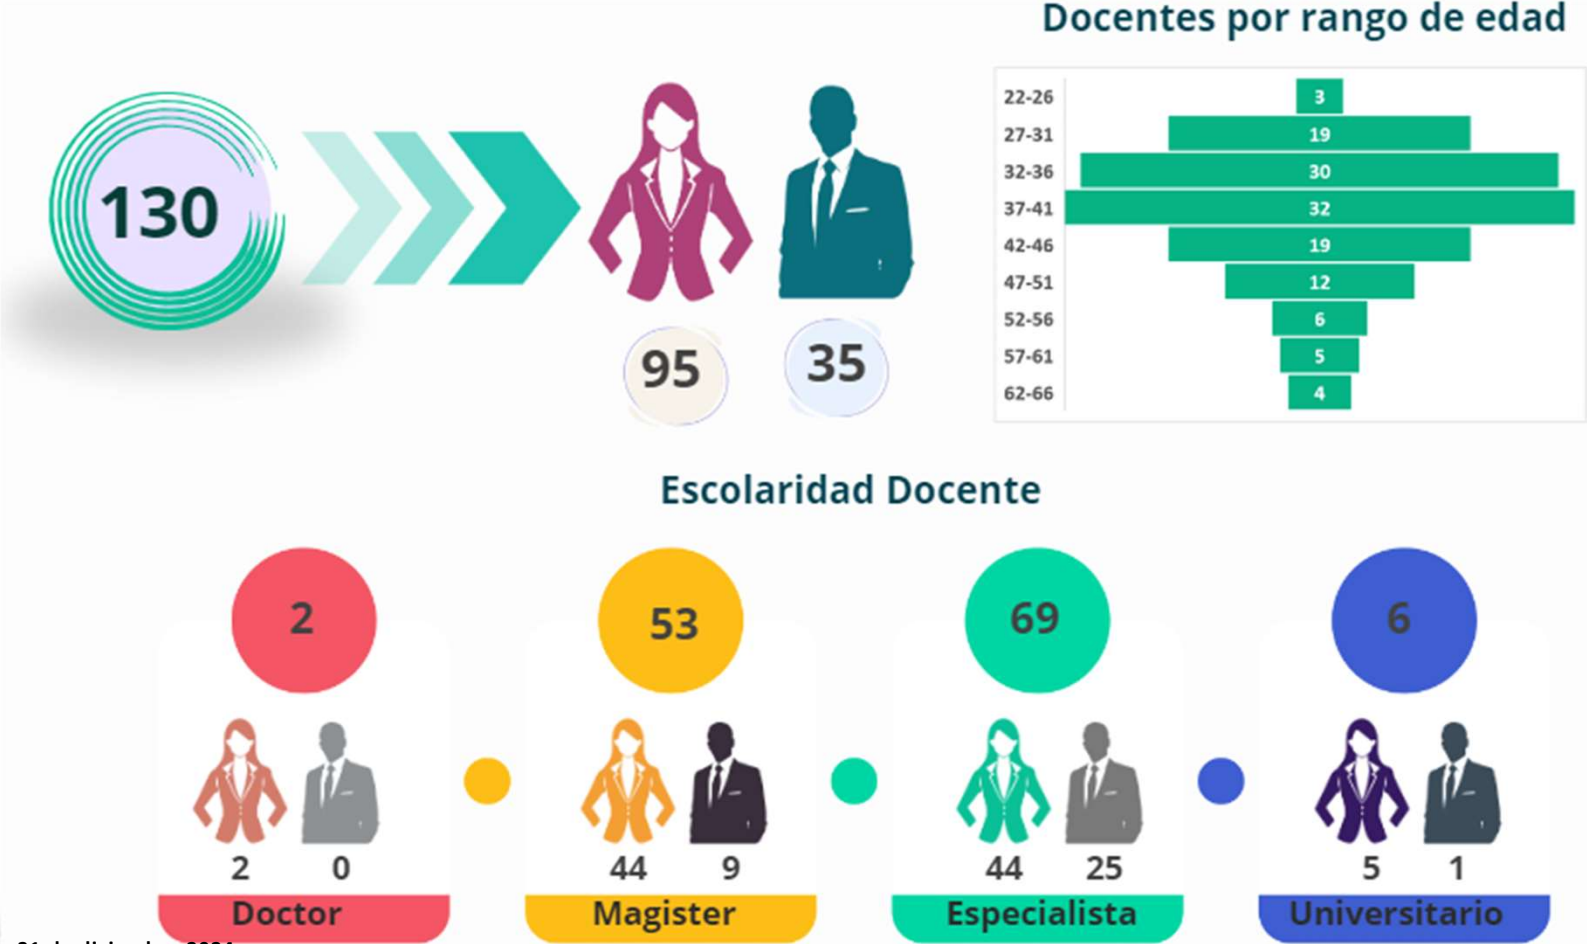 Docentes por rango de edad
130
95
35
22-26 3
27-31 19
32-36 30
37-41 32
42-46 19
47-51 12
52-56 6
57-61 5
62-66 4
Escolaridad Docente
2 53 69 6
2 0 44 9 44 25 5 1
Doctor Magister Especialista Universitario